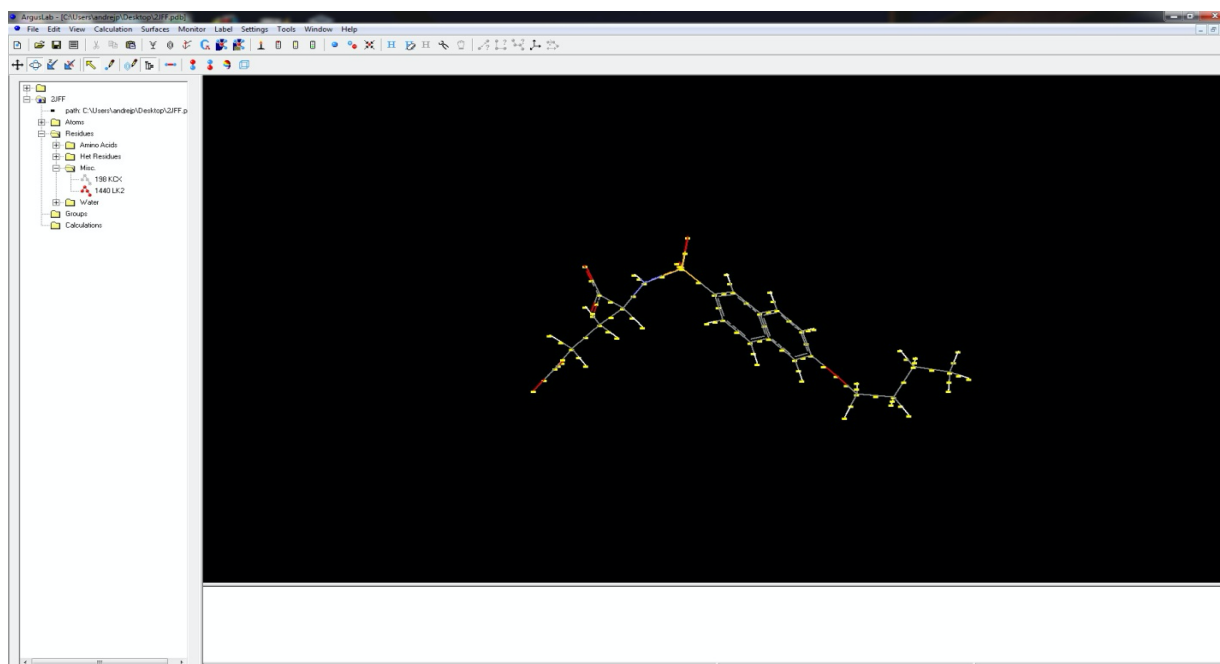 ArgusLab - [C:\Users\andrejp\Desktop\2JFF.pdb]
File Edit View Calculation Surfaces Monitor Label Settings Tools Window Help
2JFF
path: C:\Users\andrejp\Desktop\2JFF.p
Atoms
Residues
Amino Acids
Het Residues
Misc.
198 KCX
1440 LK2
Water
Groups
Calculations